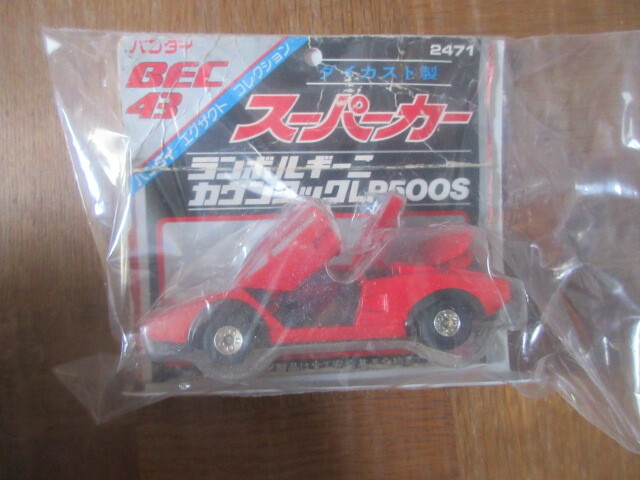 バンダイ
BEC
43
バンダイ エグザクト コレクション
2471
ダイカスト製
スーパーカー
ランボルギーニ
カウンタックLP500S